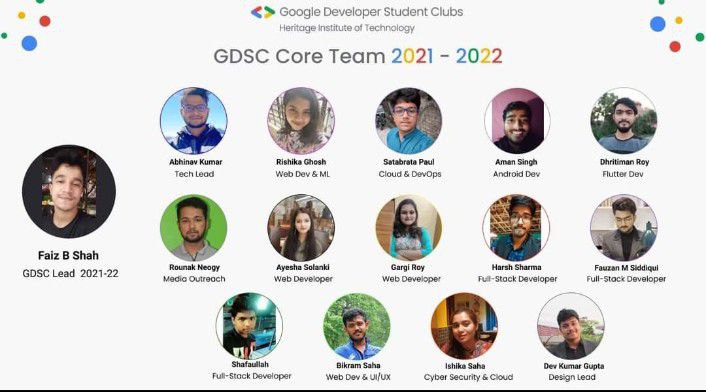 Google Developer Student Clubs
Heritage Institute of Technology
GDSC Core Team 2021 - 2022
Faiz B Shah
GDSC Lead 2021-22
Abhinav Kumar
Tech Lead
Rishika Ghosh
Web Dev & ML
Satabrata Paul
Cloud & DevOps
Aman Singh
Android Dev
Dhritiman Roy
Flutter Dev
Rounak Neogy
Media Outreach
Ayesha Solanki
Web Developer
Gargi Roy
Web Developer
Harsh Sharma
Full-Stack Developer
Fauzan M Siddiqui
Full-Stack Developer
Shafaullah
Full-Stack Developer
Bikram Saha
Web Dev & UI/UX
Ishika Saha
Cyber Security & Cloud
Dev Kumar Gupta
Design Lead